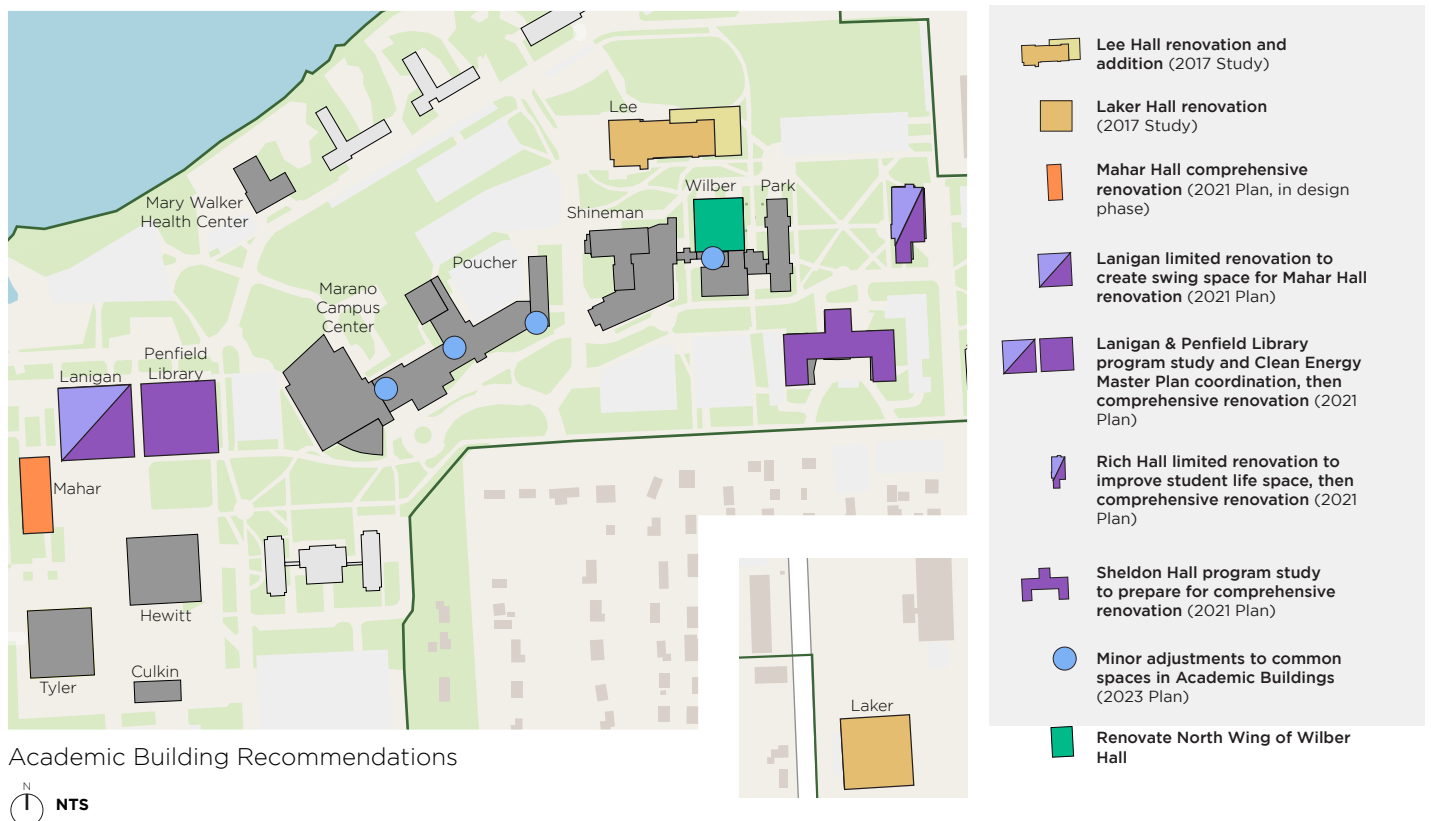 Lee
Wilber
Park
Mary Walker
Health Center
Shineman
Poucher
Marano
Campus
Center
Penfield
Library
Lanigan
Mahar
Hewitt
Culkin
Tyler
Laker
Academic Building Recommendations
N
NTS
Lee Hall renovation and
addition (2017 Study)
Laker Hall renovation
(2017 Study)
Mahar Hall comprehensive
renovation (2021 Plan, in design
phase)
Lanigan limited renovation to
create swing space for Mahar Hall
renovation (2021 Plan)
Lanigan & Penfield Library
program study and Clean Energy
Master Plan coordination, then
comprehensive renovation (2021
Plan)
Rich Hall limited renovation to
improve student life space, then
comprehensive renovation (2021
Plan)
Sheldon Hall program study
to prepare for comprehensive
renovation (2021 Plan)
Minor adjustments to common
spaces in Academic Buildings
(2023 Plan)
Renovate North Wing of Wilber
Hall